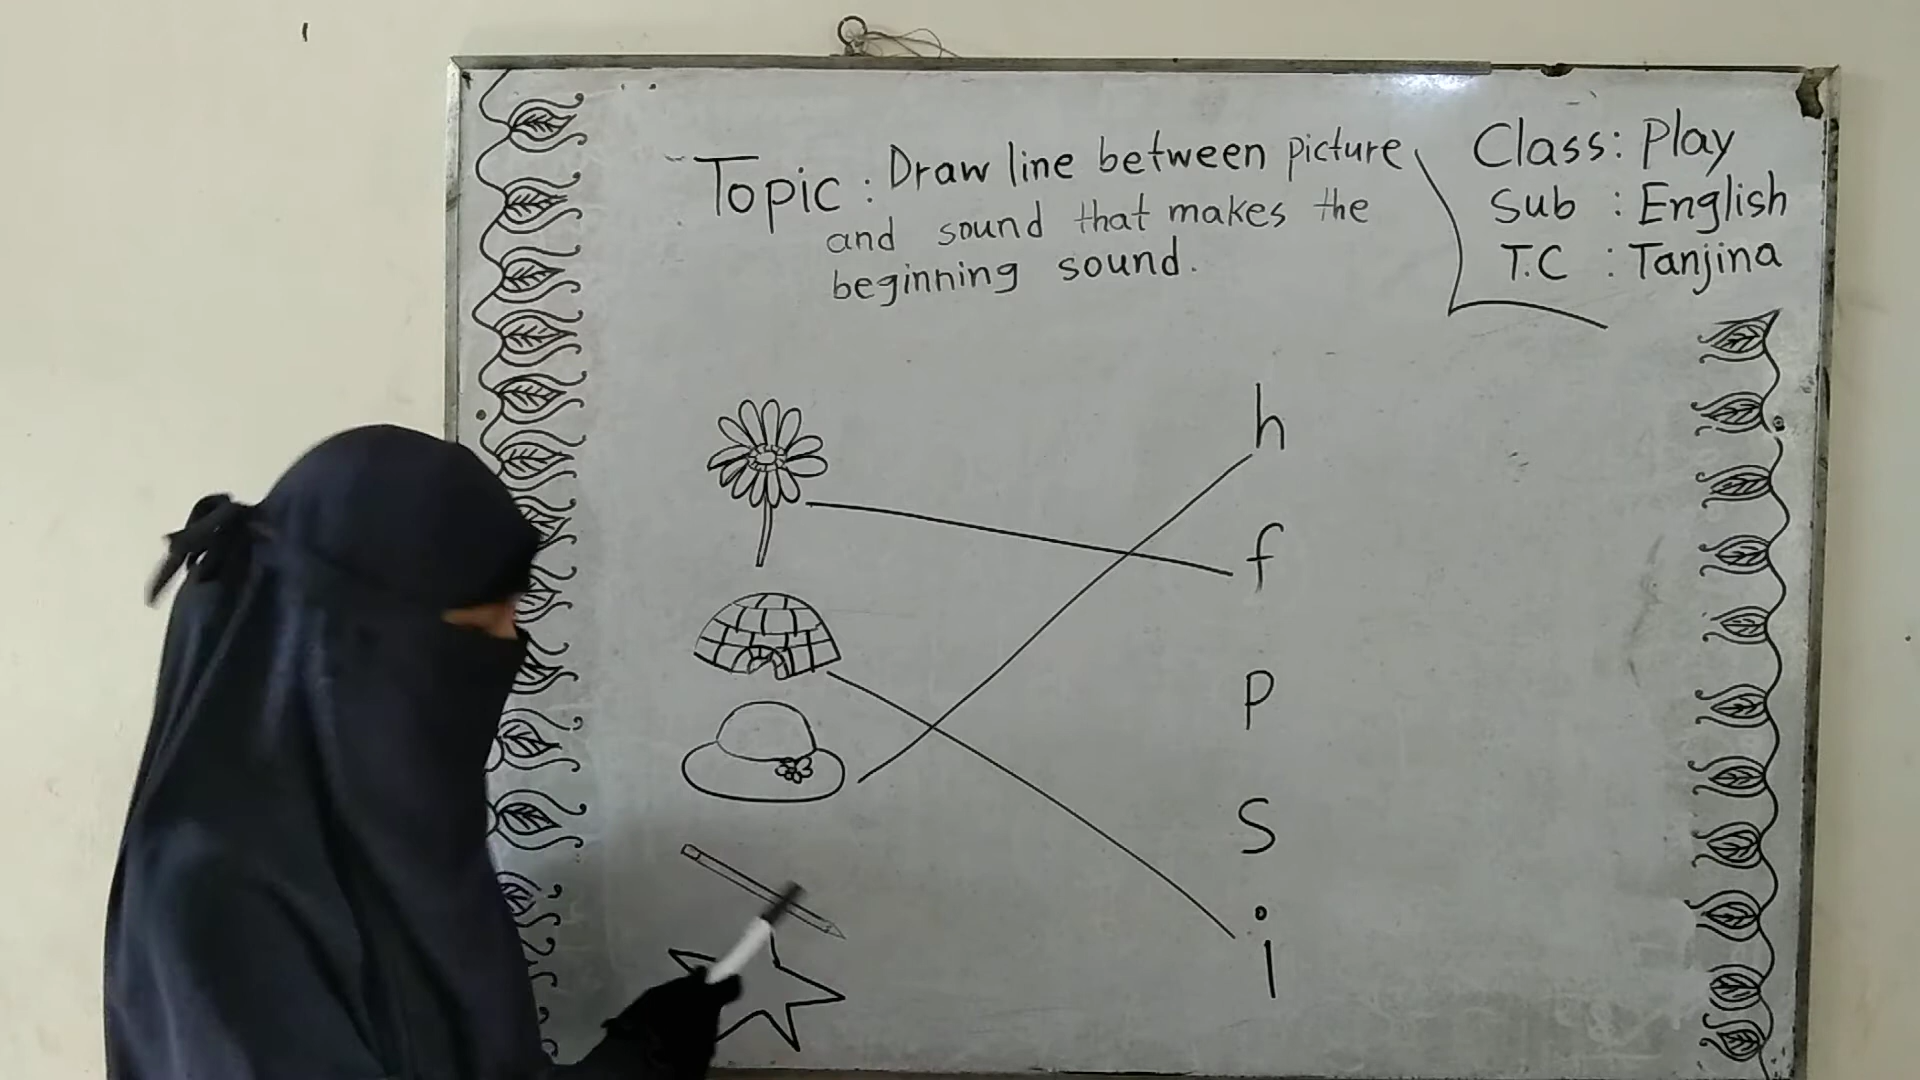 Topic: Draw line between picture
and sound that makes the
beginning sound.
Class: Play
Sub : English
T.C : Tanjina
h
f
p
s
i